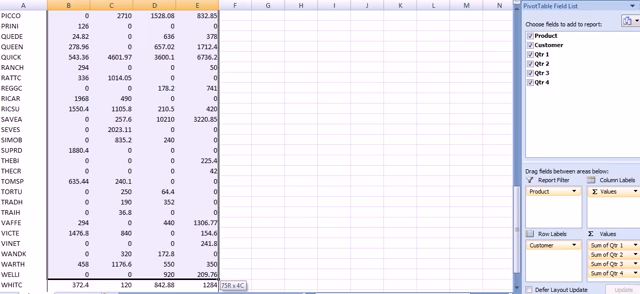 A B C D E F G H I J K L M N
PICCO 0 2710 1528.08 832.85
PRINI 126 0 0 0
QUEDE 24.82 0 636 378
QUEEN 278.96 0 657.02 1712.4
QUICK 543.36 4601.97 3600.1 6736.2
RANCH 294 0 0 50
RATTC 336 1014.05 0 0
REGGC 0 0 178.2 741
RICAR 1968 490 0 0
RICSU 1550.4 1105.8 210.5 420
SAVEA 0 257.6 10210 3220.85
SEVES 0 2023.11 0 0
SIMOB 0 835.2 240 0
SUPRD 1880.4 0 0 0
THEBI 0 0 0 225.4
THECR 0 0 0 42
TOMSP 635.44 240.1 0 0
TORTU 0 250 64.4 0
TRADH 0 190 352 0
TRAIH 0 36.8 0 0
VAFFE 294 0 440 1306.77
VICTE 1476.8 840 0 154.6
VINET 0 0 0 241.8
WANDK 0 320 172.8 0
WARTH 458 1176.6 550 350
WELLI 0 0 920 209.76
WHITC 372.4 120 842.88 1284
75R x 4C
PivotTable Field List
Choose fields to add to report:
Product
Customer
Qtr 1
Qtr 2
Qtr 3
Qtr 4
Drag fields between areas below:
Report Filter
Column Labels
Product
Σ Values
Row Labels
Σ Values
Customer
Sum of Qtr 1
Sum of Qtr 2
Sum of Qtr 3
Sum of Qtr 4
Defer Layout Update
Update